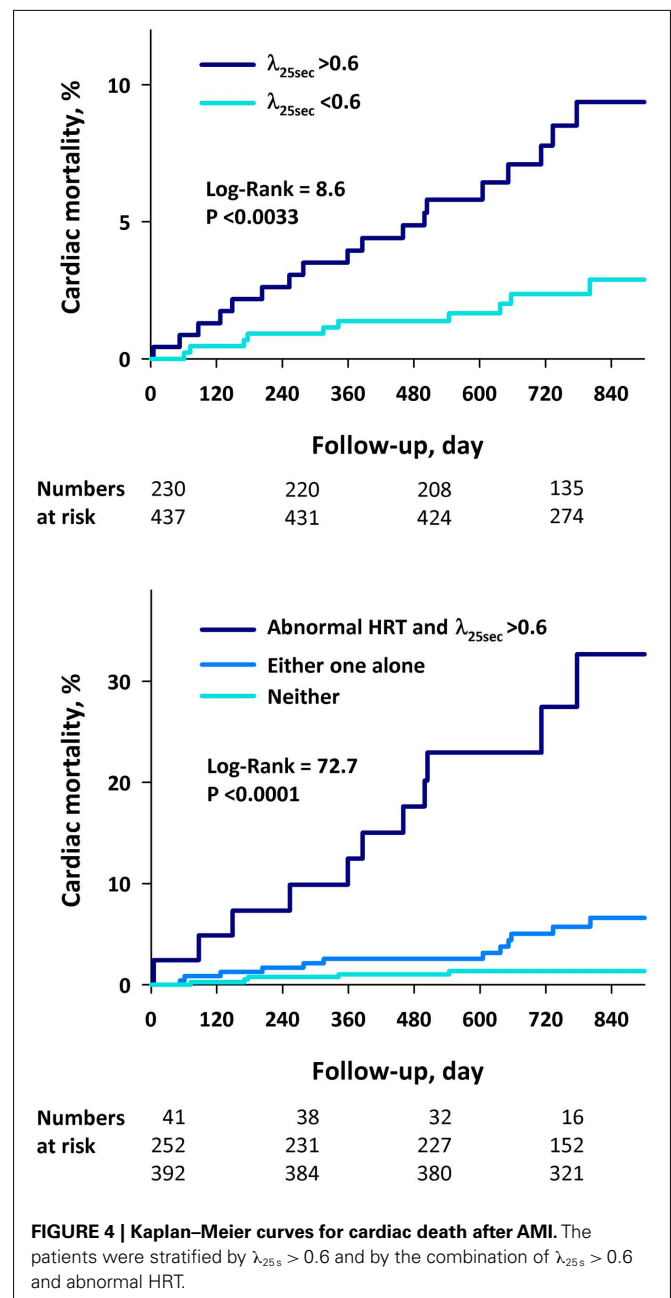 10
5
0
Cardiac mortality, %
λ25sec >0.6
λ25sec <0.6
Log-Rank = 8.6
P <0.0033
0 120 240 360 480 600 720 840
Follow-up, day
Numbers 230 220 208 135
at risk 437 431 424 274
30
20
10
0
Cardiac mortality, %
Abnormal HRT and λ25sec >0.6
Either one alone
Neither
Log-Rank = 72.7
P <0.0001
0 120 240 360 480 600 720 840
Follow-up, day
Numbers 41 38 32 16
at risk 252 231 227 152
392 384 380 321
FIGURE 4 | Kaplan–Meier curves for cardiac death after AMI. The
patients were stratified by λ25 s > 0.6 and by the combination of λ25 s > 0.6
and abnormal HRT.